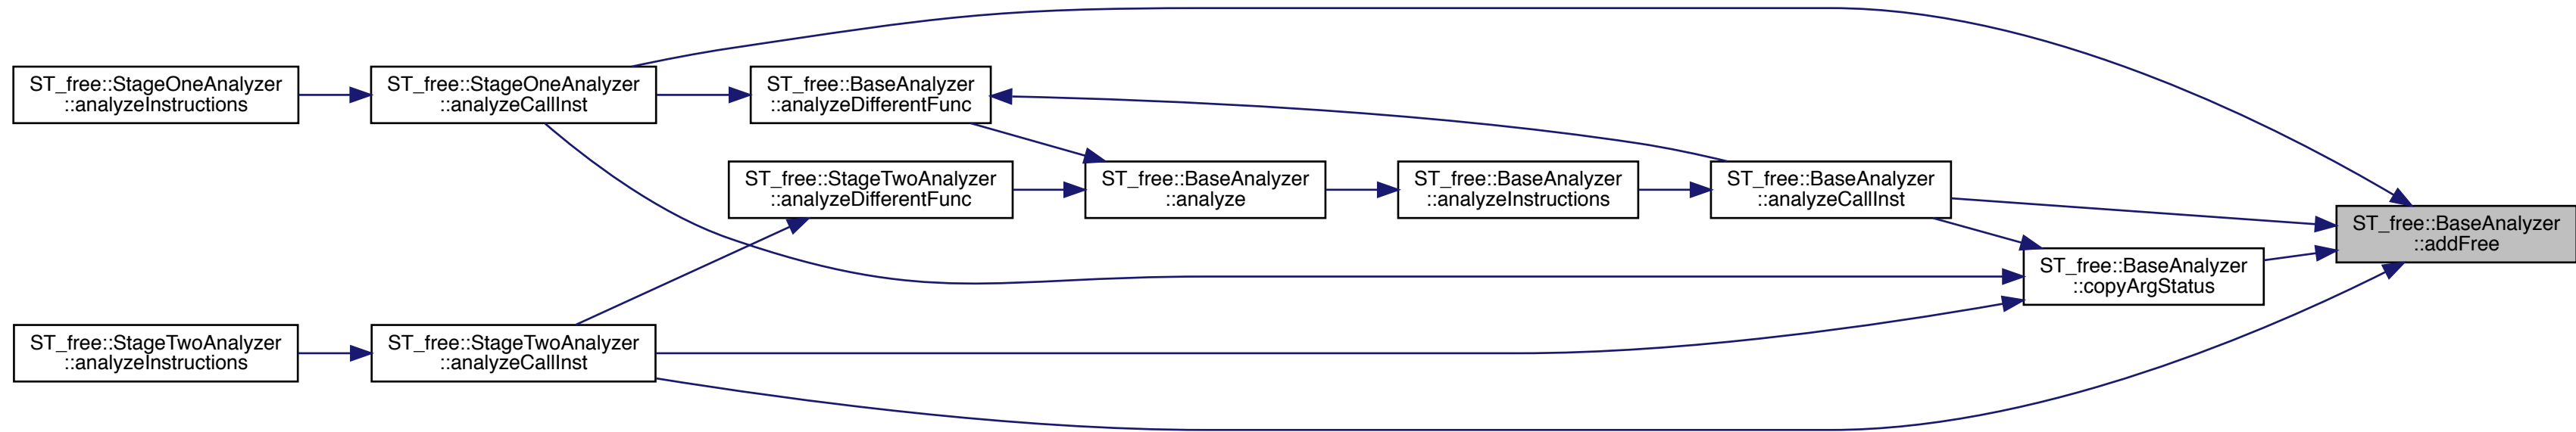 ST_free::StageOneAnalyzer
::analyzeInstructions
ST_free::StageOneAnalyzer
::analyzeCallInst
ST_free::BaseAnalyzer
::analyzeDifferentFunc
ST_free::StageTwoAnalyzer
::analyzeDifferentFunc
ST_free::BaseAnalyzer
::analyze
ST_free::BaseAnalyzer
::analyzeInstructions
ST_free::BaseAnalyzer
::analyzeCallInst
ST_free::BaseAnalyzer
::addFree
ST_free::BaseAnalyzer
::copyArgStatus
ST_free::StageTwoAnalyzer
::analyzeInstructions
ST_free::StageTwoAnalyzer
::analyzeCallInst